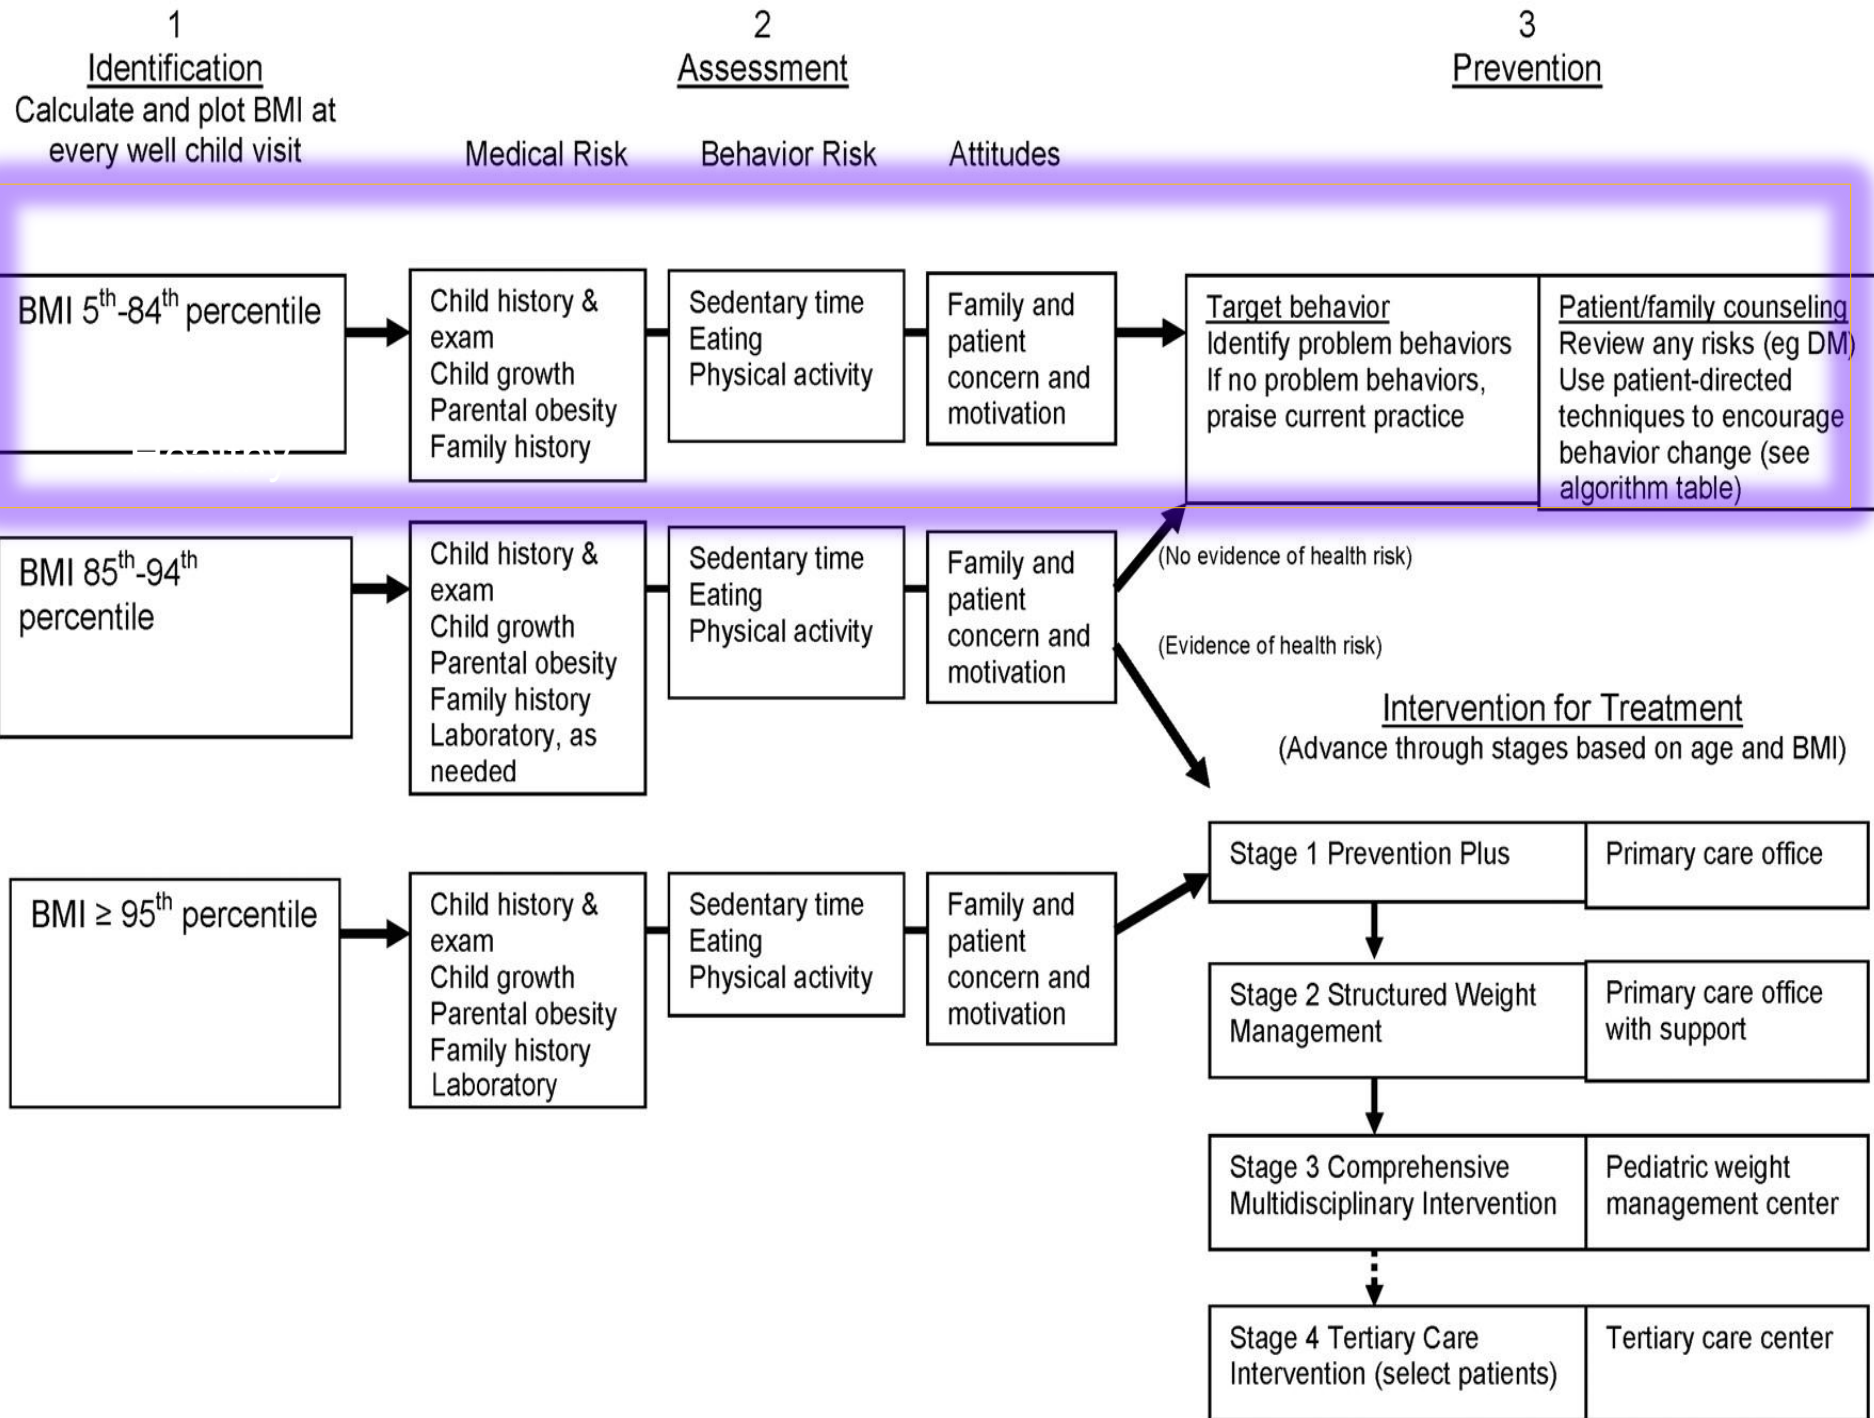 1
Identification
Calculate and plot BMI at
every well child visit
2
Assessment
Medical Risk
Behavior Risk
Attitudes
3
Prevention
BMI 5th-84th percentile
Child history &
exam
Child growth
Parental obesity
Family history
Sedentary time
Eating
Physical activity
Family and
patient
concern and
motivation
Target behavior
Identify problem behaviors
If no problem behaviors,
praise current practice
Patient/family counseling
Review any risks (eg DM)
Use patient-directed
techniques to encourage
behavior change (see
algorithm table)
BMI 85th-94th
percentile
Child history &
exam
Child growth
Parental obesity
Family history
Laboratory, as
needed
Sedentary time
Eating
Physical activity
Family and
patient
concern and
motivation
(No evidence of health risk)
(Evidence of health risk)
Intervention for Treatment
(Advance through stages based on age and BMI)
BMI ≥ 95th percentile
Child history &
exam
Child growth
Parental obesity
Family history
Laboratory
Sedentary time
Eating
Physical activity
Family and
patient
concern and
motivation
Stage 1 Prevention Plus
Primary care office
Stage 2 Structured Weight
Management
Primary care office
with support
Stage 3 Comprehensive
Multidisciplinary Intervention
Pediatric weight
management center
Stage 4 Tertiary Care
Intervention (select patients)
Tertiary care center